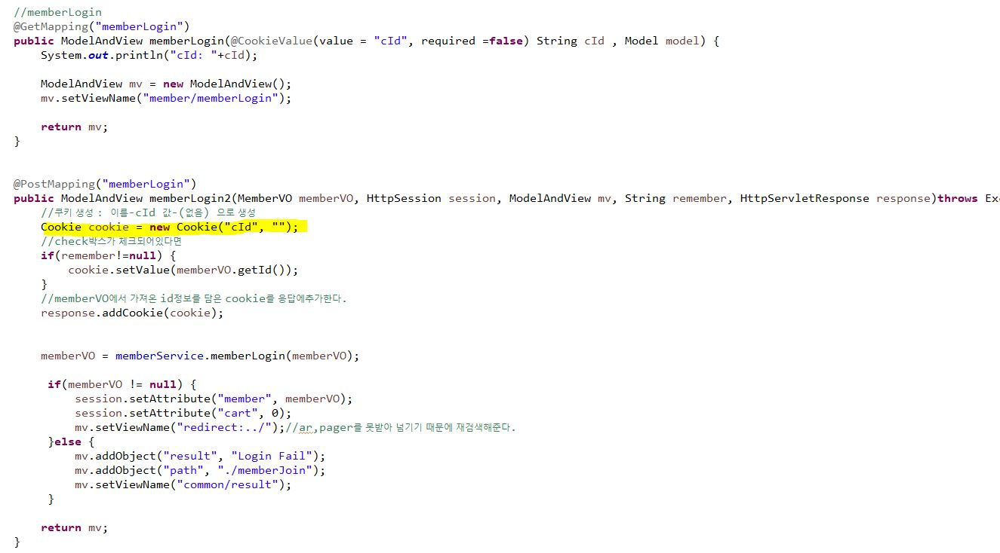 //memberLogin
@GetMapping("memberLogin")
public ModelAndView memberLogin(@CookieValue(value = "cId", required =false) String cId , Model model) {
System.out.println("cId: "+cId);
ModelAndView mv = new ModelAndView();
mv.setViewName("member/memberLogin");
return mv;
}
@PostMapping("memberLogin")
public ModelAndView memberLogin2(MemberVO memberVO, HttpSession session, ModelAndView mv, String remember, HttpServletResponse response)throws Ex
//쿠키 생성 : 이름-cId 값-(없음) 으로 생성
Cookie cookie = new Cookie("cId", "");
//check박스가 체크되어있다면
if(remember!=null) {
cookie.setValue(memberVO.getId());
}
//memberVO에서 가져온 id정보를 담은 cookie를 응답에추가한다.
response.addCookie(cookie);
memberVO = memberService.memberLogin(memberVO);
if(memberVO != null) {
session.setAttribute("member", memberVO);
session.setAttribute("cart", 0);
mv.setViewName("redirect:../");//ar,pager를 못받아 넘기기 때문에 재검색해준다.
}else {
mv.addObject("result", "Login Fail");
mv.addObject("path", "./memberJoin");
mv.setViewName("common/result");
}
return mv;
}